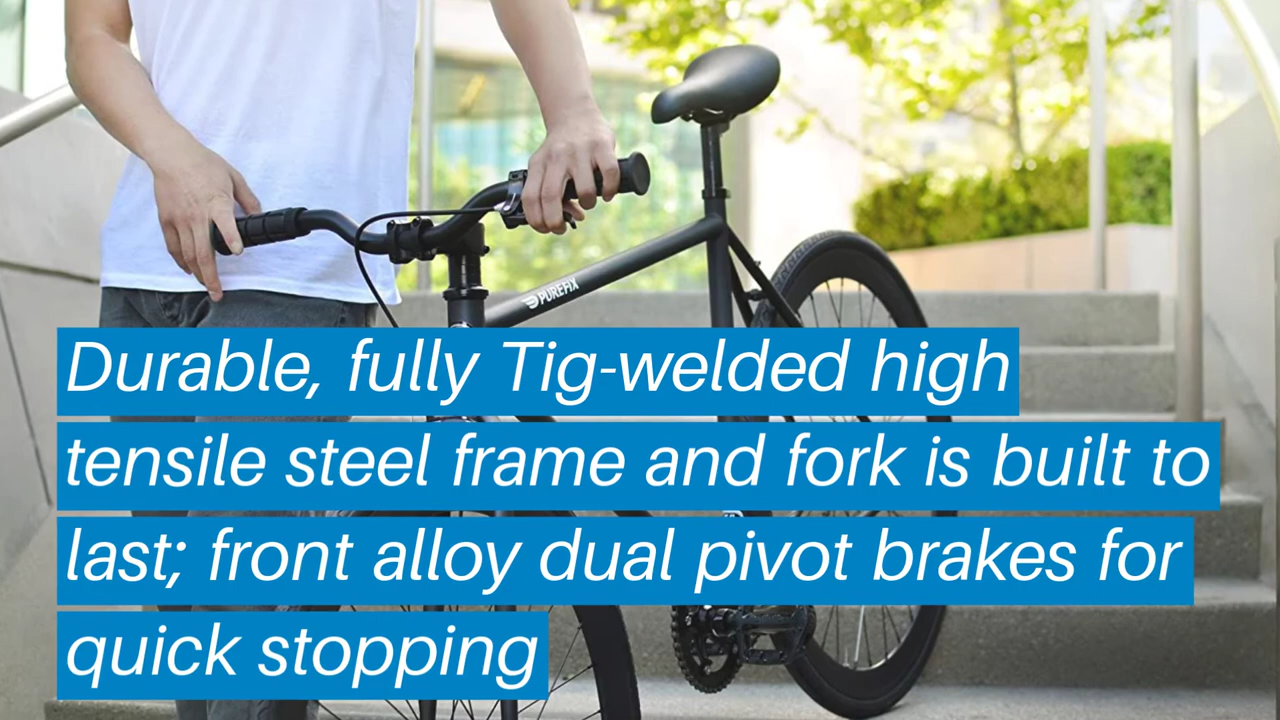 PUREFIX
Durable, fully Tig-welded high
tensile steel frame and fork is built to
last; front alloy dual pivot brakes for
quick stopping